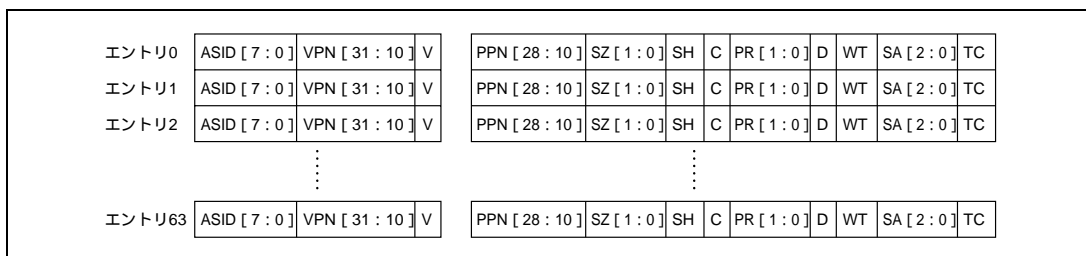 エントリ0 ASID [ 7 : 0 ] VPN [ 31 : 10 ] V PPN [ 28 : 10 ] SZ [ 1 : 0 ] SH C PR [ 1 : 0 ] D WT SA [ 2 : 0 ] TC
エントリ1 ASID [ 7 : 0 ] VPN [ 31 : 10 ] V PPN [ 28 : 10 ] SZ [ 1 : 0 ] SH C PR [ 1 : 0 ] D WT SA [ 2 : 0 ] TC
エントリ2 ASID [ 7 : 0 ] VPN [ 31 : 10 ] V PPN [ 28 : 10 ] SZ [ 1 : 0 ] SH C PR [ 1 : 0 ] D WT SA [ 2 : 0 ] TC
エントリ63 ASID [ 7 : 0 ] VPN [ 31 : 10 ] V PPN [ 28 : 10 ] SZ [ 1 : 0 ] SH C PR [ 1 : 0 ] D WT SA [ 2 : 0 ] TC